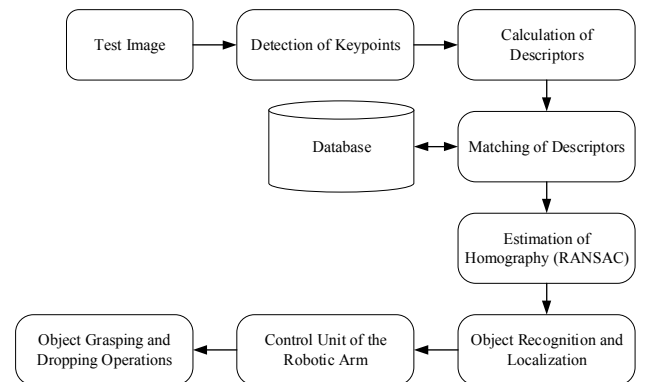 Test Image
Detection of Keypoints
Calculation of
Descriptors
Database
Matching of Descriptors
Estimation of
Homography (RANSAC)
Object Grasping and
Dropping Operations
Control Unit of the
Robotic Arm
Object Recognition and
Localization